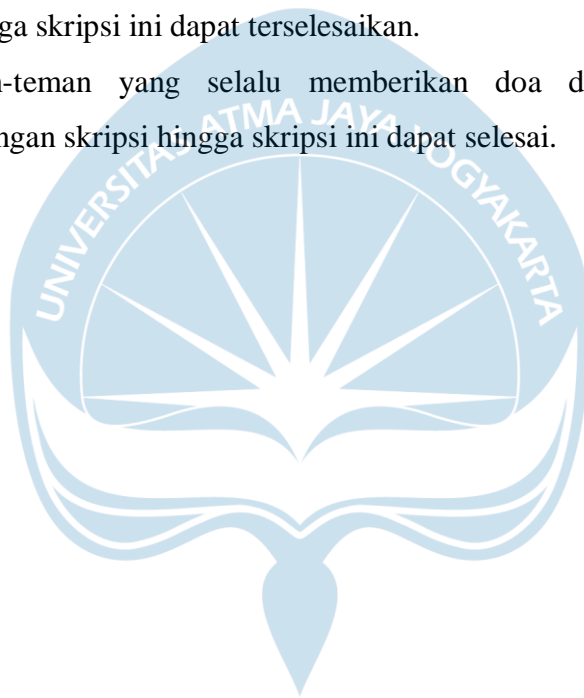 ga skripsi ini dapat terselesaikan.
n-teman yang selalu memberikan doa d
ngan skripsi hingga skripsi ini dapat selesai.
UNIVERSITAS ATMA JAYA YOGYAKARTA